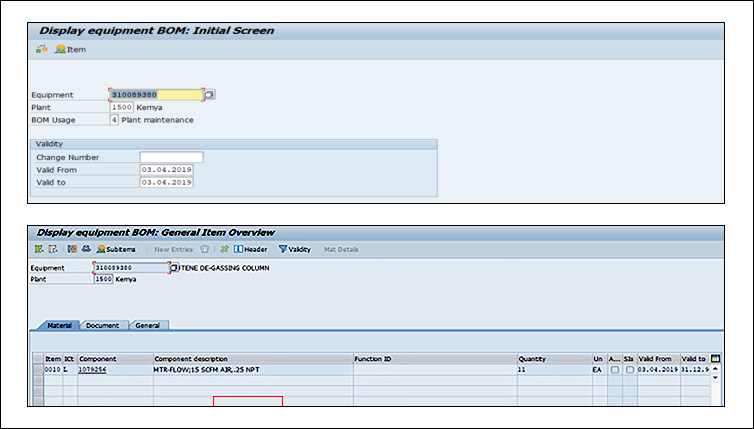 Display equipment BOM: Initial Screen
Item
Equipment 310089380
Plant 1500 Kemya
BOM Usage 4 Plant maintenance
Validity
Change Number
Valid From 03.04.2019
Valid to 03.04.2019
Display equipment BOM: General Item Overview
SubItems New Entries Header Validity Mat Details
Equipment 310089380 TENE DE-GASSING COLUMN
Plant 1500 Kemya
Material Document General
Item ICt Component Component description Function ID Quantity Un A... SIs Valid From Valid to
0010 L 1079256 MTR-FLOW;15 SCFM AIR,.25 NPT 11 EA 03.04.2019 31.12.9